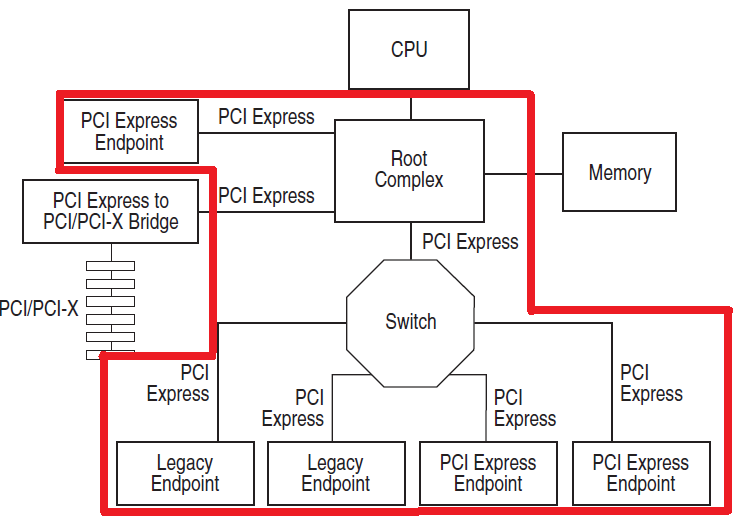 CPU
PCI Express
Endpoint
PCI Express
Root
Complex
Memory
PCI Express to
PCI/PCI-X Bridge
PCI Express
PCI Express
PCI/PCI-X
Switch
PCI
Express
PCI
Express
PCI
Express
PCI
Express
Legacy
Endpoint
Legacy
Endpoint
PCI Express
Endpoint
PCI Express
Endpoint